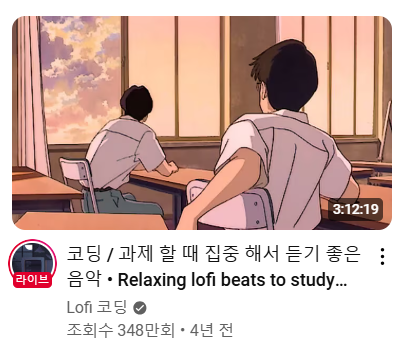 3:12:19
코딩 / 과제 할 때 집중 해서 듣기 좋은
음악 • Relaxing lofi beats to study…
라이브
Lofi 코딩
조회수 348만회 • 4년 전